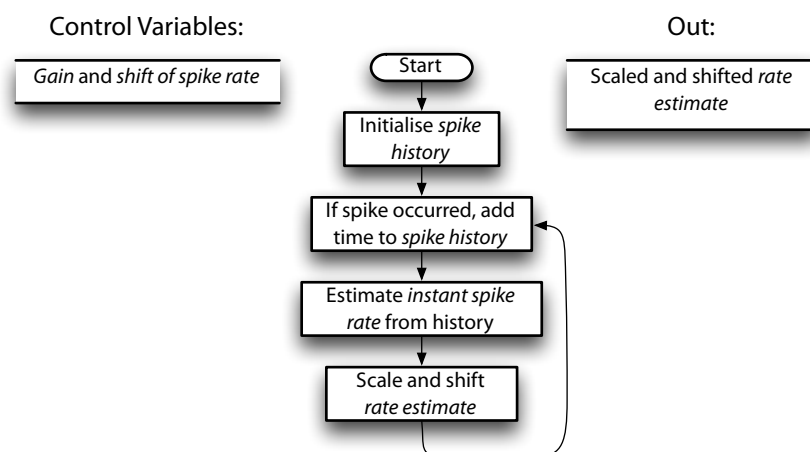 Control Variables:
Gain and shift of spike rate
Out:
Scaled and shifted rate
estimate
Start
Initialise spike
history
If spike occurred, add
time to spike history
Estimate instant spike
rate from history
Scale and shift
rate estimate